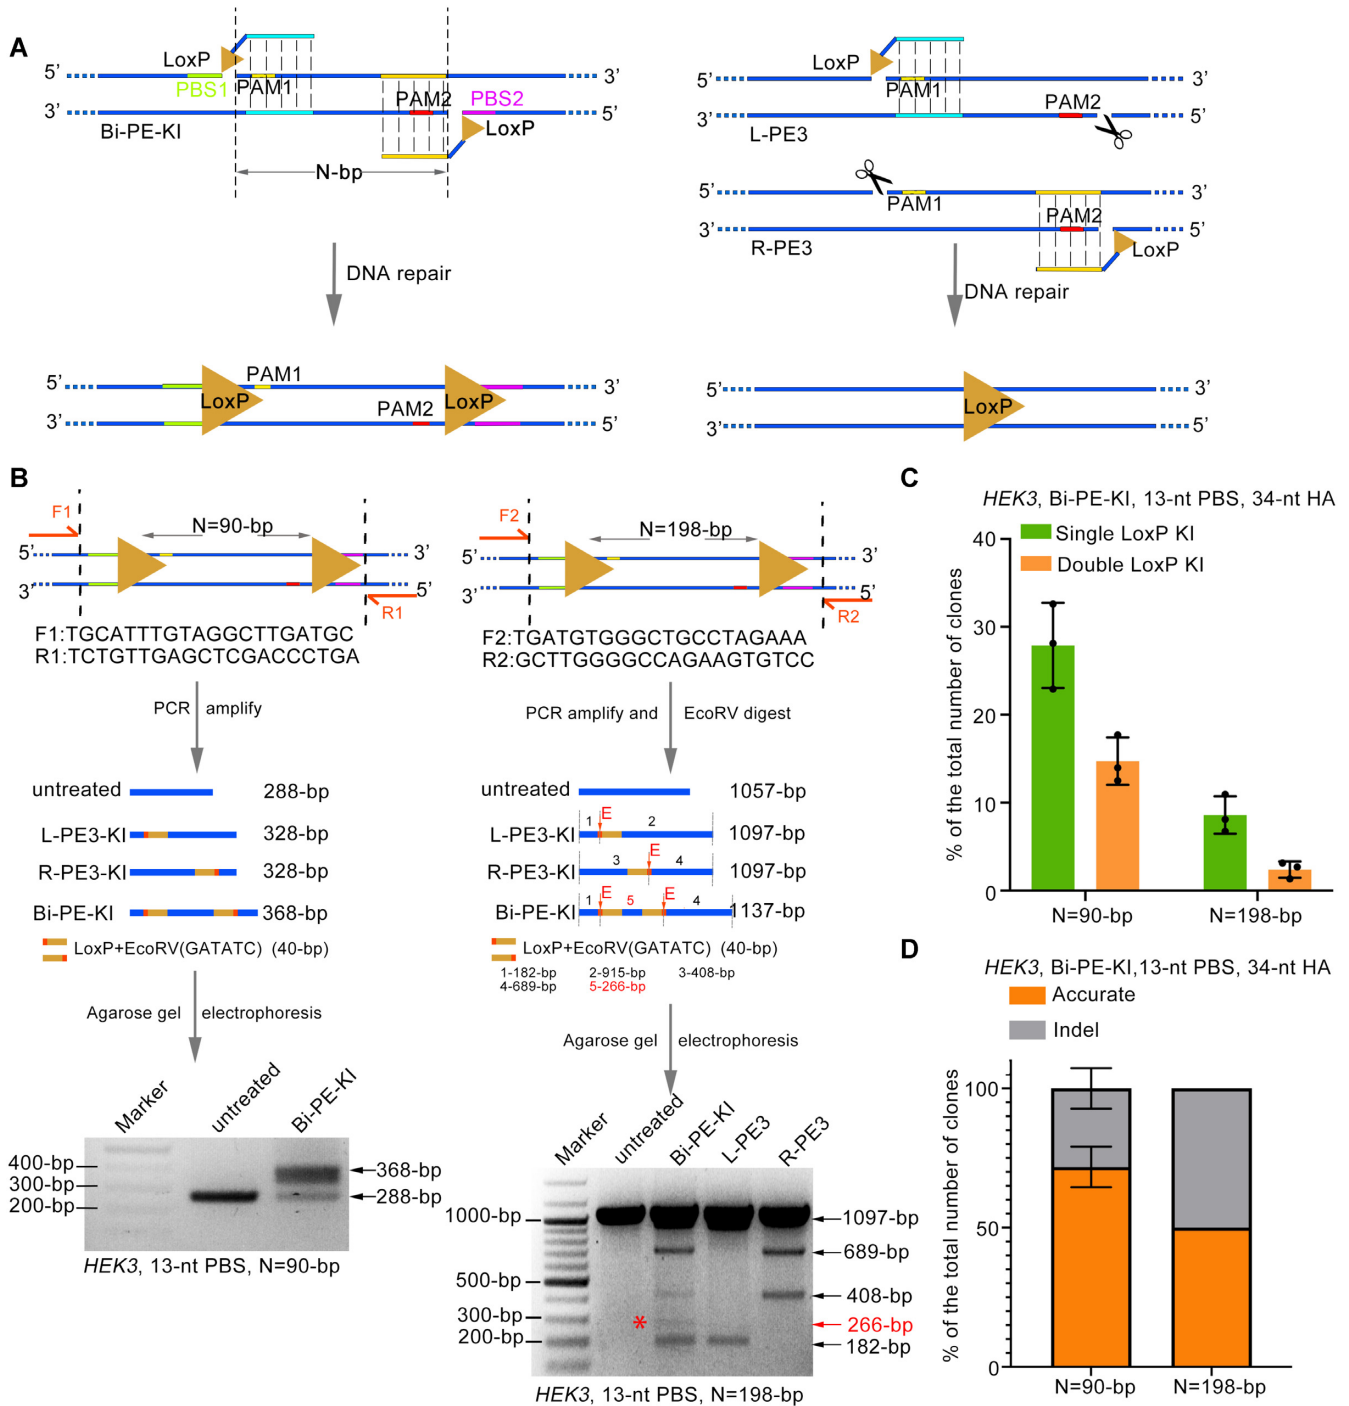 A
LoxP
5’
3’
PBS1
PAM1
PAM2
PBS2
3’
5’
Bi-PE-KI
LoxP
N-bp
DNA repair
PAM1
5’
3’
LoxP
LoxP
PAM2
3’
5’
LoxP
5’
3’
PAM1
PAM2
3’
5’
L-PE3
5’
3’
PAM1
PAM2
3’
5’
R-PE3
LoxP
DNA repair
5’
3’
LoxP
3’
5’
B
F1
N=90-bp
5’
3’
3’
5’
R1
F1:TGCATTTGTAGGCTTGATGC
R1:TCTGTTGAGCTCGACCCTGA
PCR amplify
untreated 288-bp
L-PE3-KI 328-bp
R-PE3-KI 328-bp
Bi-PE-KI 368-bp
LoxP+EcoRV(GATATC) (40-bp)
Agarose gel electrophoresis
Marker
untreated
Bi-PE-KI
400-bp
300-bp
200-bp
368-bp
288-bp
HEK3, 13-nt PBS, N=90-bp
F2
N=198-bp
5’
3’
3’
5’
R2
F2:TGATGTGGGCTGCCTAGAAA
R2:GCTTGGGGCCAGAAGTGTCC
PCR amplify and EcoRV digest
untreated 1057-bp
E
1 2
L-PE3-KI 1097-bp
E
3 4
R-PE3-KI 1097-bp
E E
1 5 4
Bi-PE-KI 1137-bp
LoxP+EcoRV(GATATC) (40-bp)
1-182-bp 2-915-bp 3-408-bp
4-689-bp 5-266-bp
Agarose gel electrophoresis
Marker
untreated
Bi-PE-KI
L-PE3
R-PE3
1000-bp
500-bp
300-bp
200-bp
*
1097-bp
689-bp
408-bp
266-bp
182-bp
HEK3, 13-nt PBS, N=198-bp
C
HEK3, Bi-PE-KI, 13-nt PBS, 34-nt HA
Single LoxP KI
Double LoxP KI
% of the total number of clones
40
30
20
10
0
N=90-bp N=198-bp
D
HEK3, Bi-PE-KI,13-nt PBS, 34-nt HA
Accurate
Indel
% of the total number of clones
100
50
0
N=90-bp N=198-bp